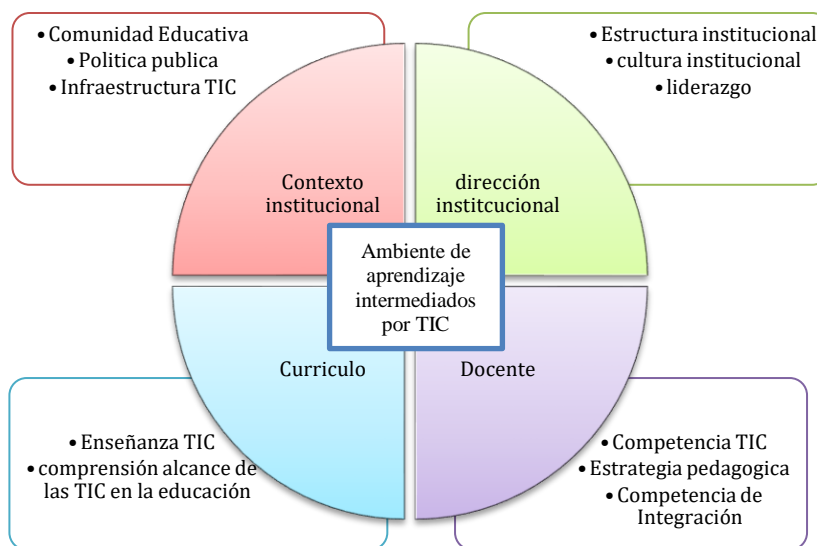 • Comunidad Educativa
• Politica publica
• Infraestructura TIC
• Estructura institucional
• cultura institucional
• liderazgo
Contexto
institucional
dirección
institcucional
Ambiente de
aprendizaje
intermediados
por TIC
Curriculo
Docente
• Enseñanza TIC
• comprensión alcance de
las TIC en la educación
• Competencia TIC
• Estrategia pedagogica
• Competencia de
Integración